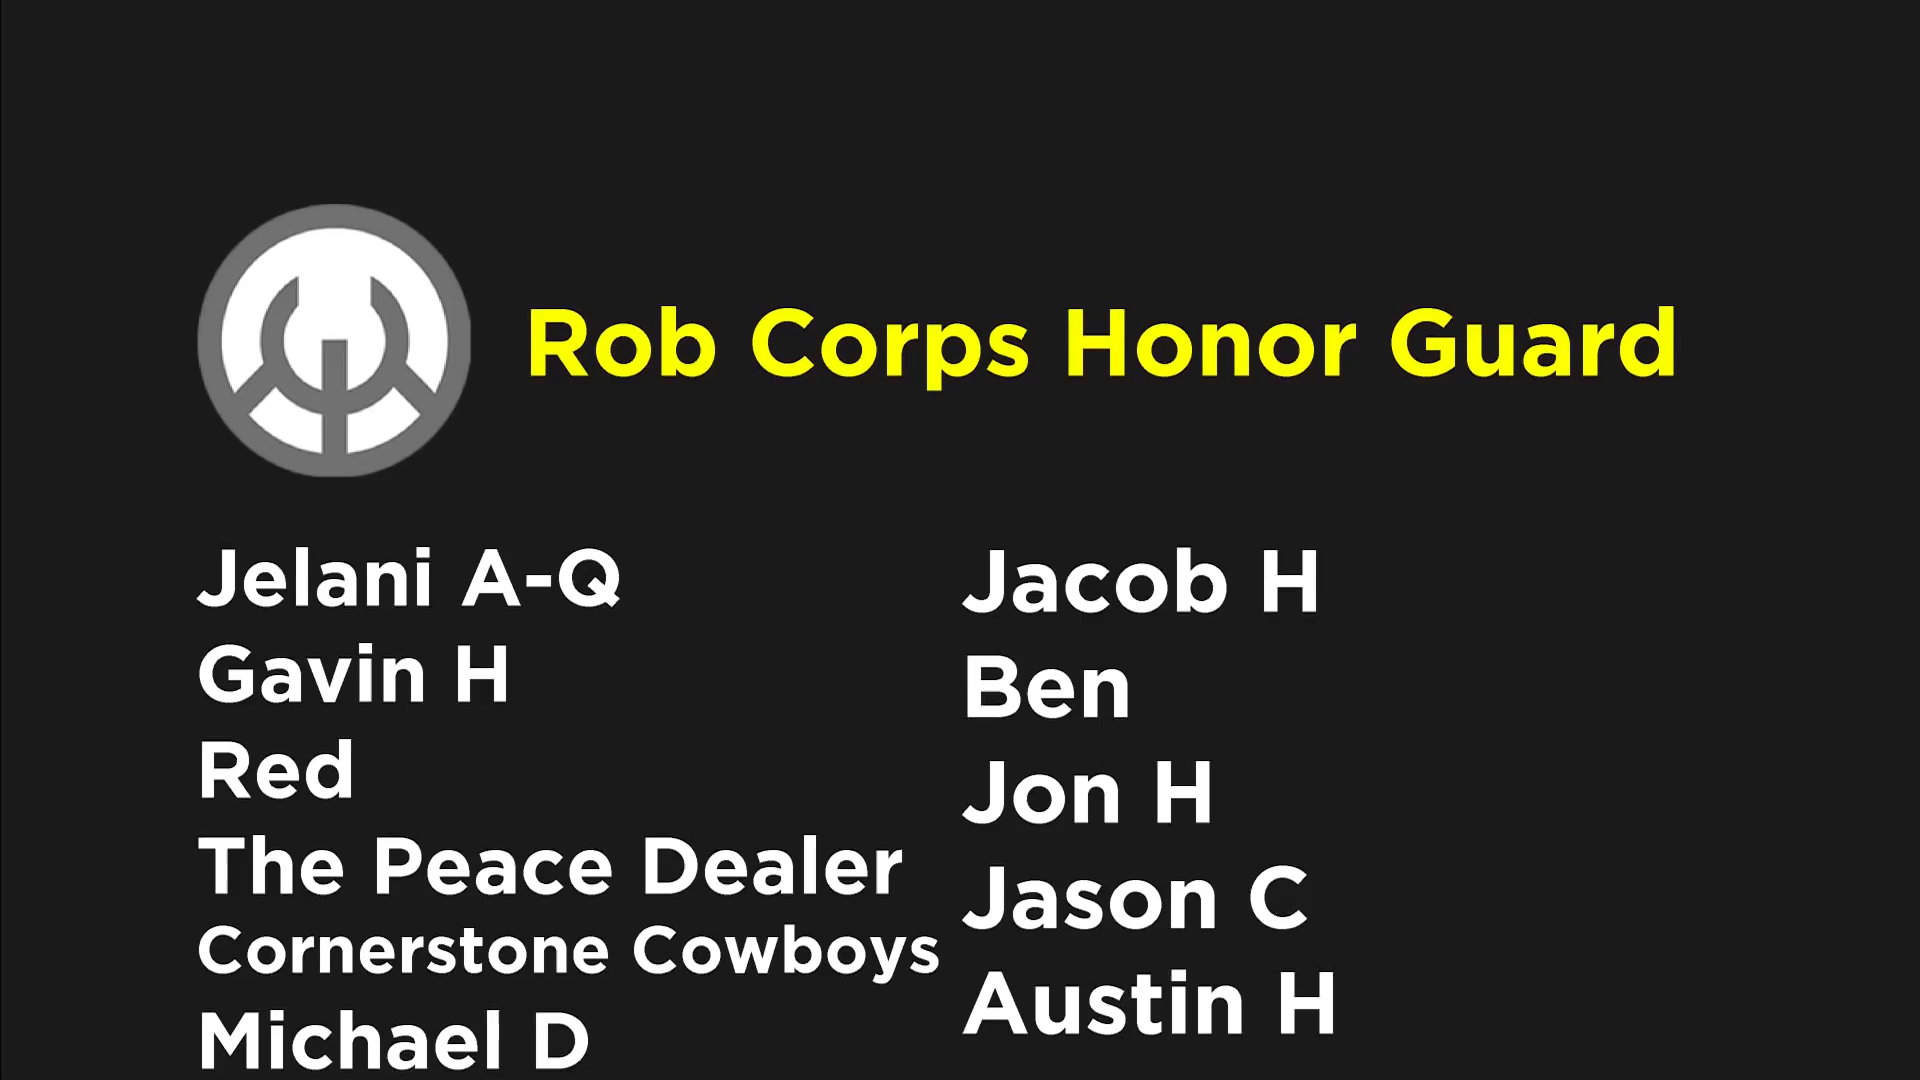 Rob Corps Honor Guard
Jelani A-Q
Gavin H
Red
The Peace Dealer
Cornerstone Cowboys
Michael D
Jacob H
Ben
Jon H
Jason C
Austin H